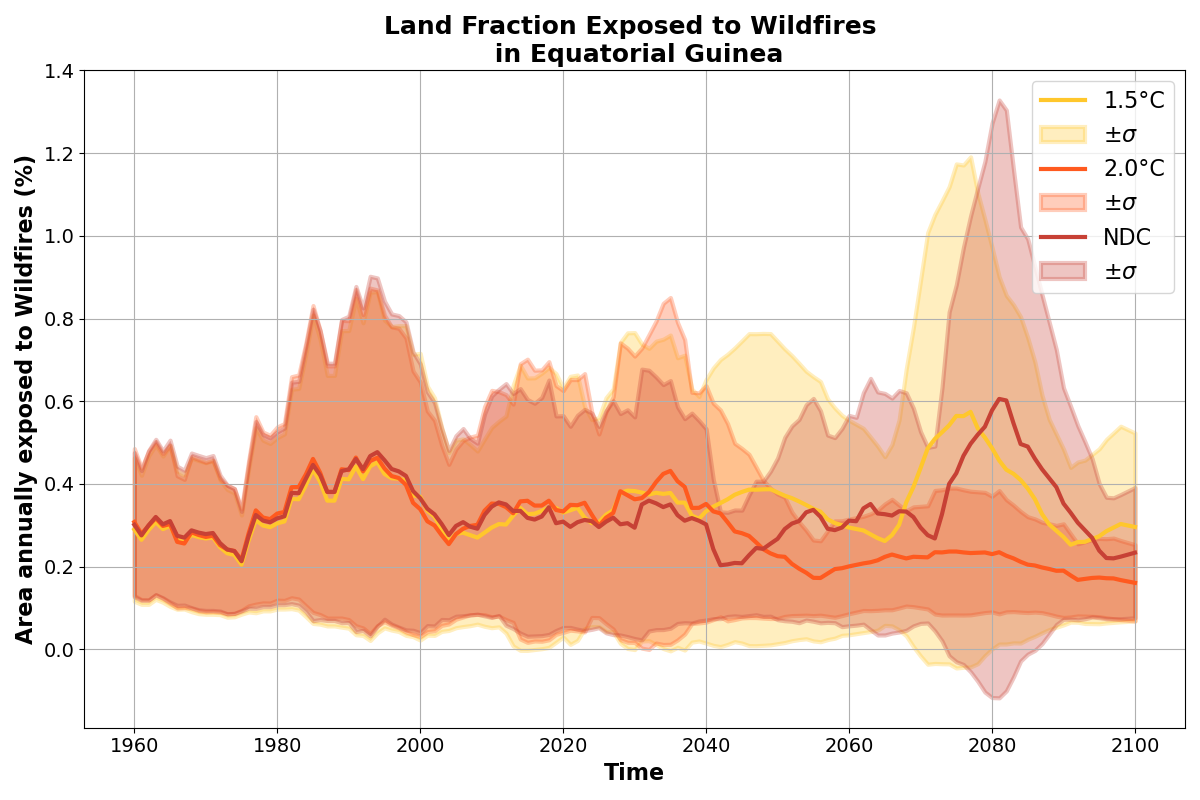 Land Fraction Exposed to Wildfires
in Equatorial Guinea
Area annually exposed to Wildfires (%)
1.4
1.2
1.0
0.8
0.6
0.4
0.2
0.0
1960 1980 2000 2020 2040 2060 2080 2100
Time
1.5°C
±σ
2.0°C
±σ
NDC
±σ